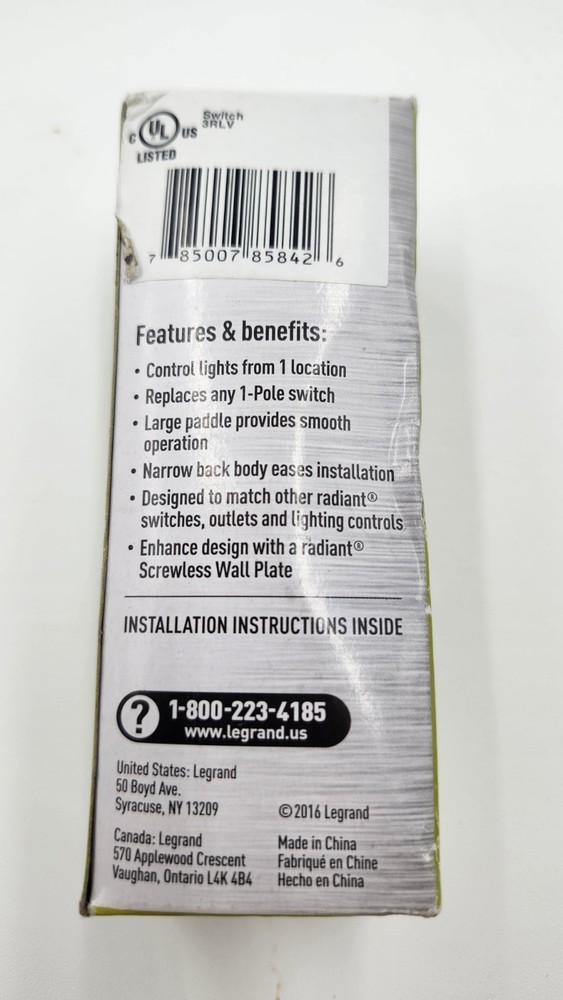 Switch
3RLV
C UL US
LISTED
7 85007 85842 6
Features & benefits:
• Control lights from 1 location
• Replaces any 1-Pole switch
• Large paddle provides smooth
operation
• Narrow back body eases installation
• Designed to match other radiant®
switches, outlets and lighting controls
• Enhance design with a radiant®
Screwless Wall Plate
INSTALLATION INSTRUCTIONS INSIDE
? 1-800-223-4185
www.legrand.us
United States: Legrand
50 Boyd Ave.
Syracuse, NY 13209
©2016 Legrand
Canada: Legrand
570 Applewood Crescent
Vaughan, Ontario L4K 4B4
Made in China
Fabriqué en Chine
Hecho en China